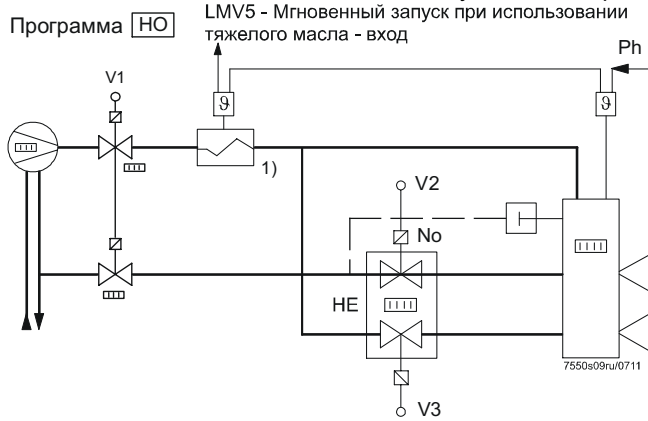 LMV5 - Мгновенный запуск при использовании
Программа HO тяжелого масла - вход
Ph
V1
ϑ
ϑ
1)
V2
No
HE
7550s09ru/0711
V3